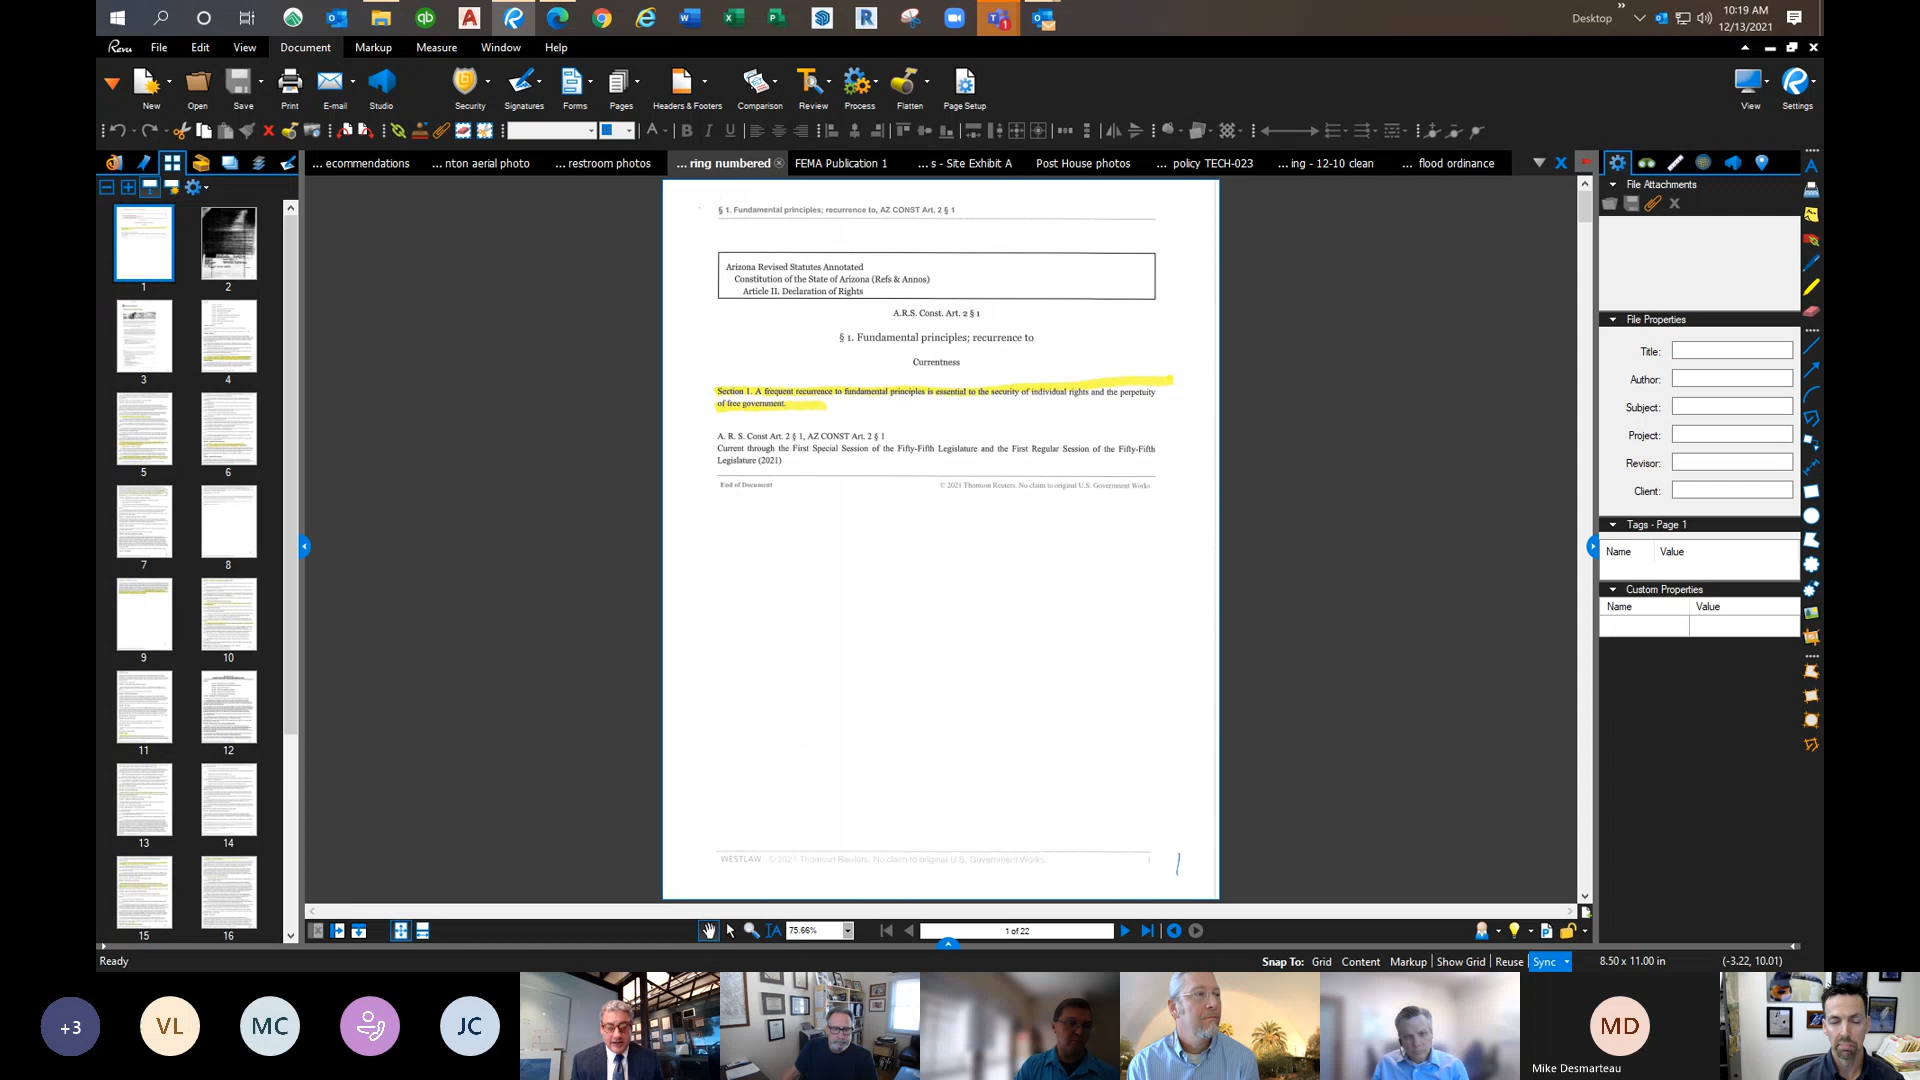 10:19 AM
Desktop
12/13/2021
Revu File Edit View Document Markup Measure Window Help
New Open Save Print E-mail Studio Security Signatures Forms Pages Headers & Footers Comparison Review Process Flatten Page Setup View Settings
...ecommendations ...nton aerial photo ...restroom photos ...ring numbered FEMA Publication 1 ...s - Site Exhibit A Post House photos ...policy TECH-023 ...ing - 12-10 clean ...flood ordinance
1 2
3 4
5 6
7 8
9 10
11 12
13 14
15 16
§ 1. Fundamental principles; recurrence to, AZ CONST Art. 2 § 1
Arizona Revised Statutes Annotated
Constitution of the State of Arizona (Refs & Annos)
Article II. Declaration of Rights
A.R.S. Const. Art. 2 § 1
§ 1. Fundamental principles; recurrence to
Currentness
Section 1. A frequent recurrence to fundamental principles is essential to the security of individual rights and the perpetuity
of free government.
A. R. S. Const Art. 2 § 1, AZ CONST Art. 2 § 1
Current through the First Special Session of the Fifty-Fifth Legislature and the First Regular Session of the Fifty-Fifth
Legislature (2021)
End of Document © 2021 Thomson Reuters. No claim to original U.S. Government Works.
WESTLAW © 2021 Thomson Reuters. No claim to original U.S. Government Works. 1
1
File Attachments
File Properties
Title:
Author:
Subject:
Project:
Revisor:
Client:
Tags - Page 1
Name Value
Custom Properties
Name Value
75.66% 1 of 22
Ready Snap To: Grid Content Markup Show Grid Reuse Sync 8.50 x 11.00 in (-3.22, 10.01)
+3 VL MC JC MD
Mike Desmarteau